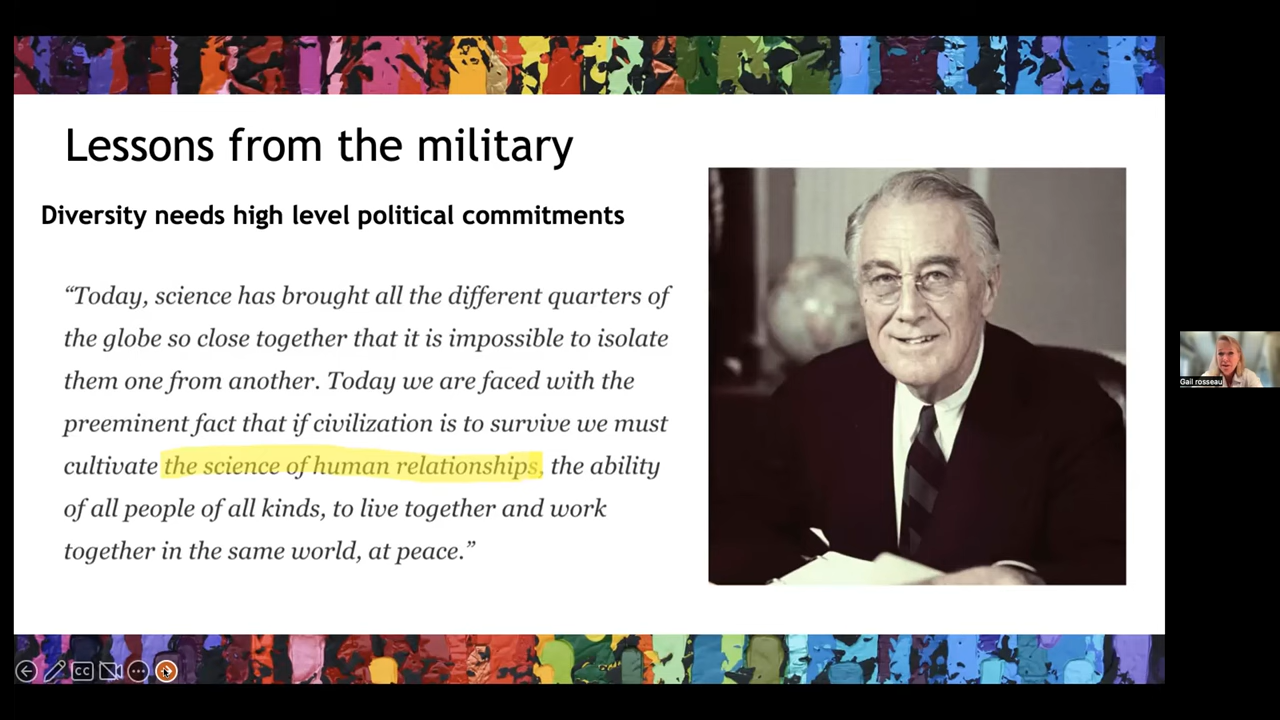 Lessons from the military
Diversity needs high level political commitments
“Today, science has brought all the different quarters of
the globe so close together that it is impossible to isolate
them one from another. Today we are faced with the
preeminent fact that if civilization is to survive we must
cultivate the science of human relationships, the ability
of all people of all kinds, to live together and work
together in the same world, at peace.”
Gail rosseau
CC